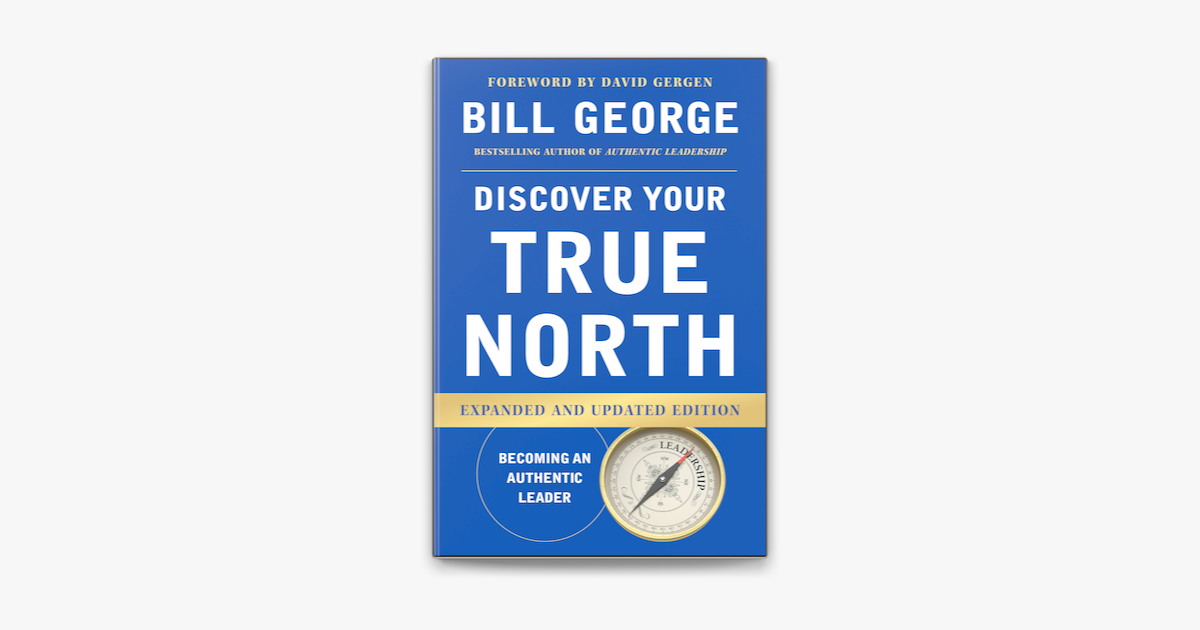 FOREWORD BY DAVID GERGEN
BILL GEORGE
BESTSELLING AUTHOR OF AUTHENTIC LEADERSHIP
DISCOVER YOUR
TRUE
NORTH
EXPANDED AND UPDATED EDITION
BECOMING AN
AUTHENTIC
LEADER
LEADERSHIP